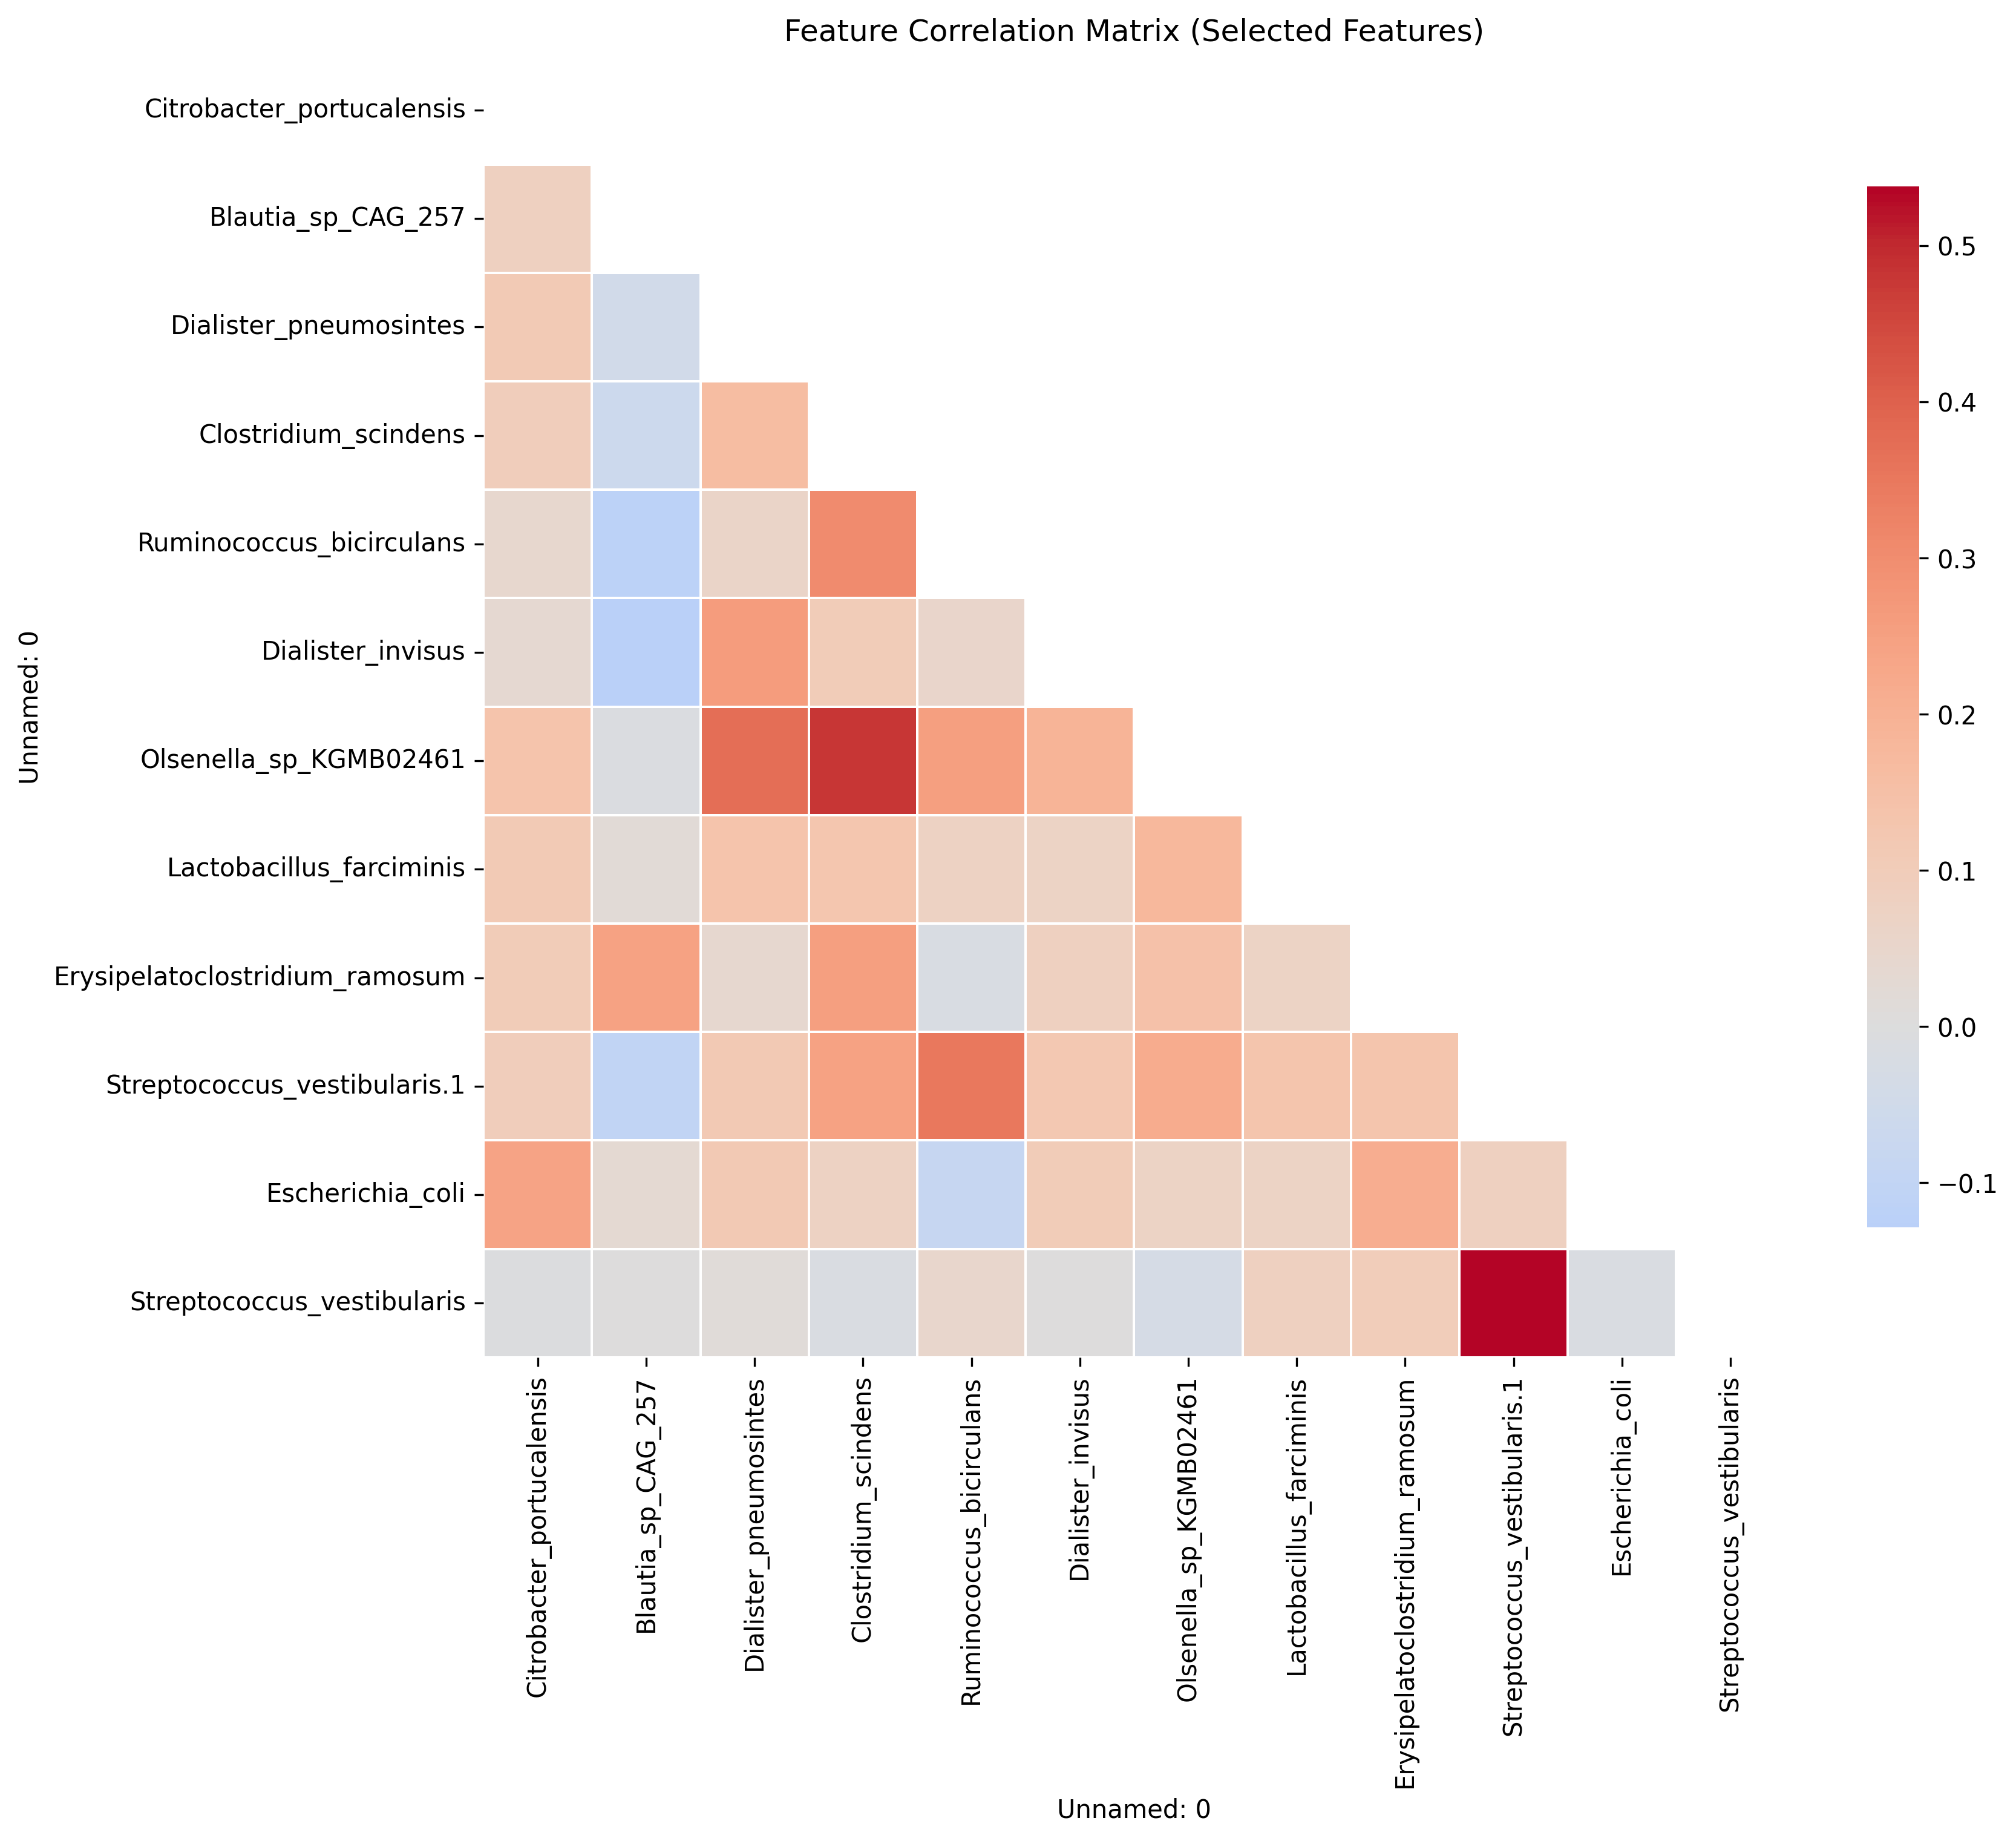 Feature Correlation Matrix (Selected Features)
Citrobacter_portucalensis
Blautia_sp_CAG_257
Dialister_pneumosintes
Clostridium_scindens
Ruminococcus_bicirculans
Dialister_invisus
Olsenella_sp_KGMB02461
Lactobacillus_farciminis
Erysipelatoclostridium_ramosum
Streptococcus_vestibularis.1
Escherichia_coli
Streptococcus_vestibularis
Unnamed: 0
Citrobacter_portucalensis
Blautia_sp_CAG_257
Dialister_pneumosintes
Clostridium_scindens
Ruminococcus_bicirculans
Dialister_invisus
Olsenella_sp_KGMB02461
Lactobacillus_farciminis
Erysipelatoclostridium_ramosum
Streptococcus_vestibularis.1
Escherichia_coli
Streptococcus_vestibularis
Unnamed: 0
0.5
0.4
0.3
0.2
0.1
0.0
−0.1